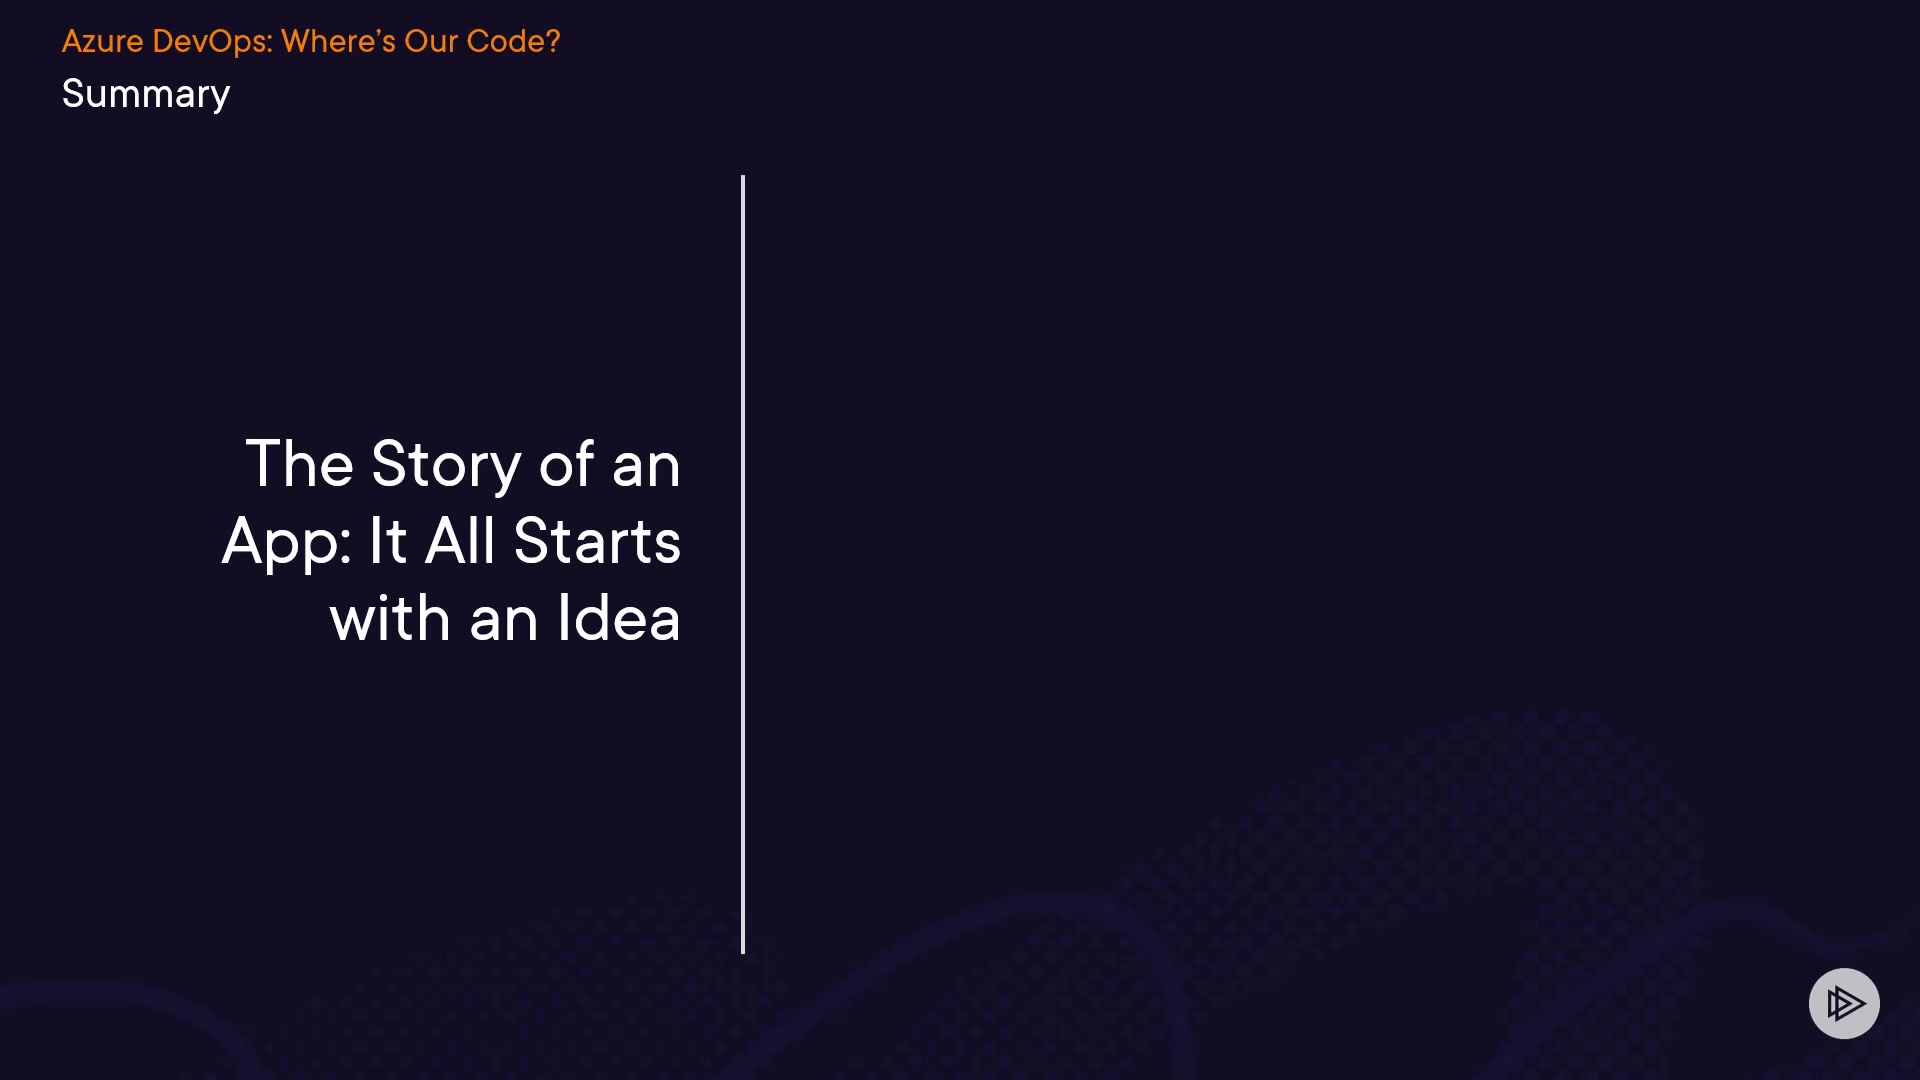 Azure DevOps: Where’s Our Code?
Summary
The Story of an
App: It All Starts
with an Idea